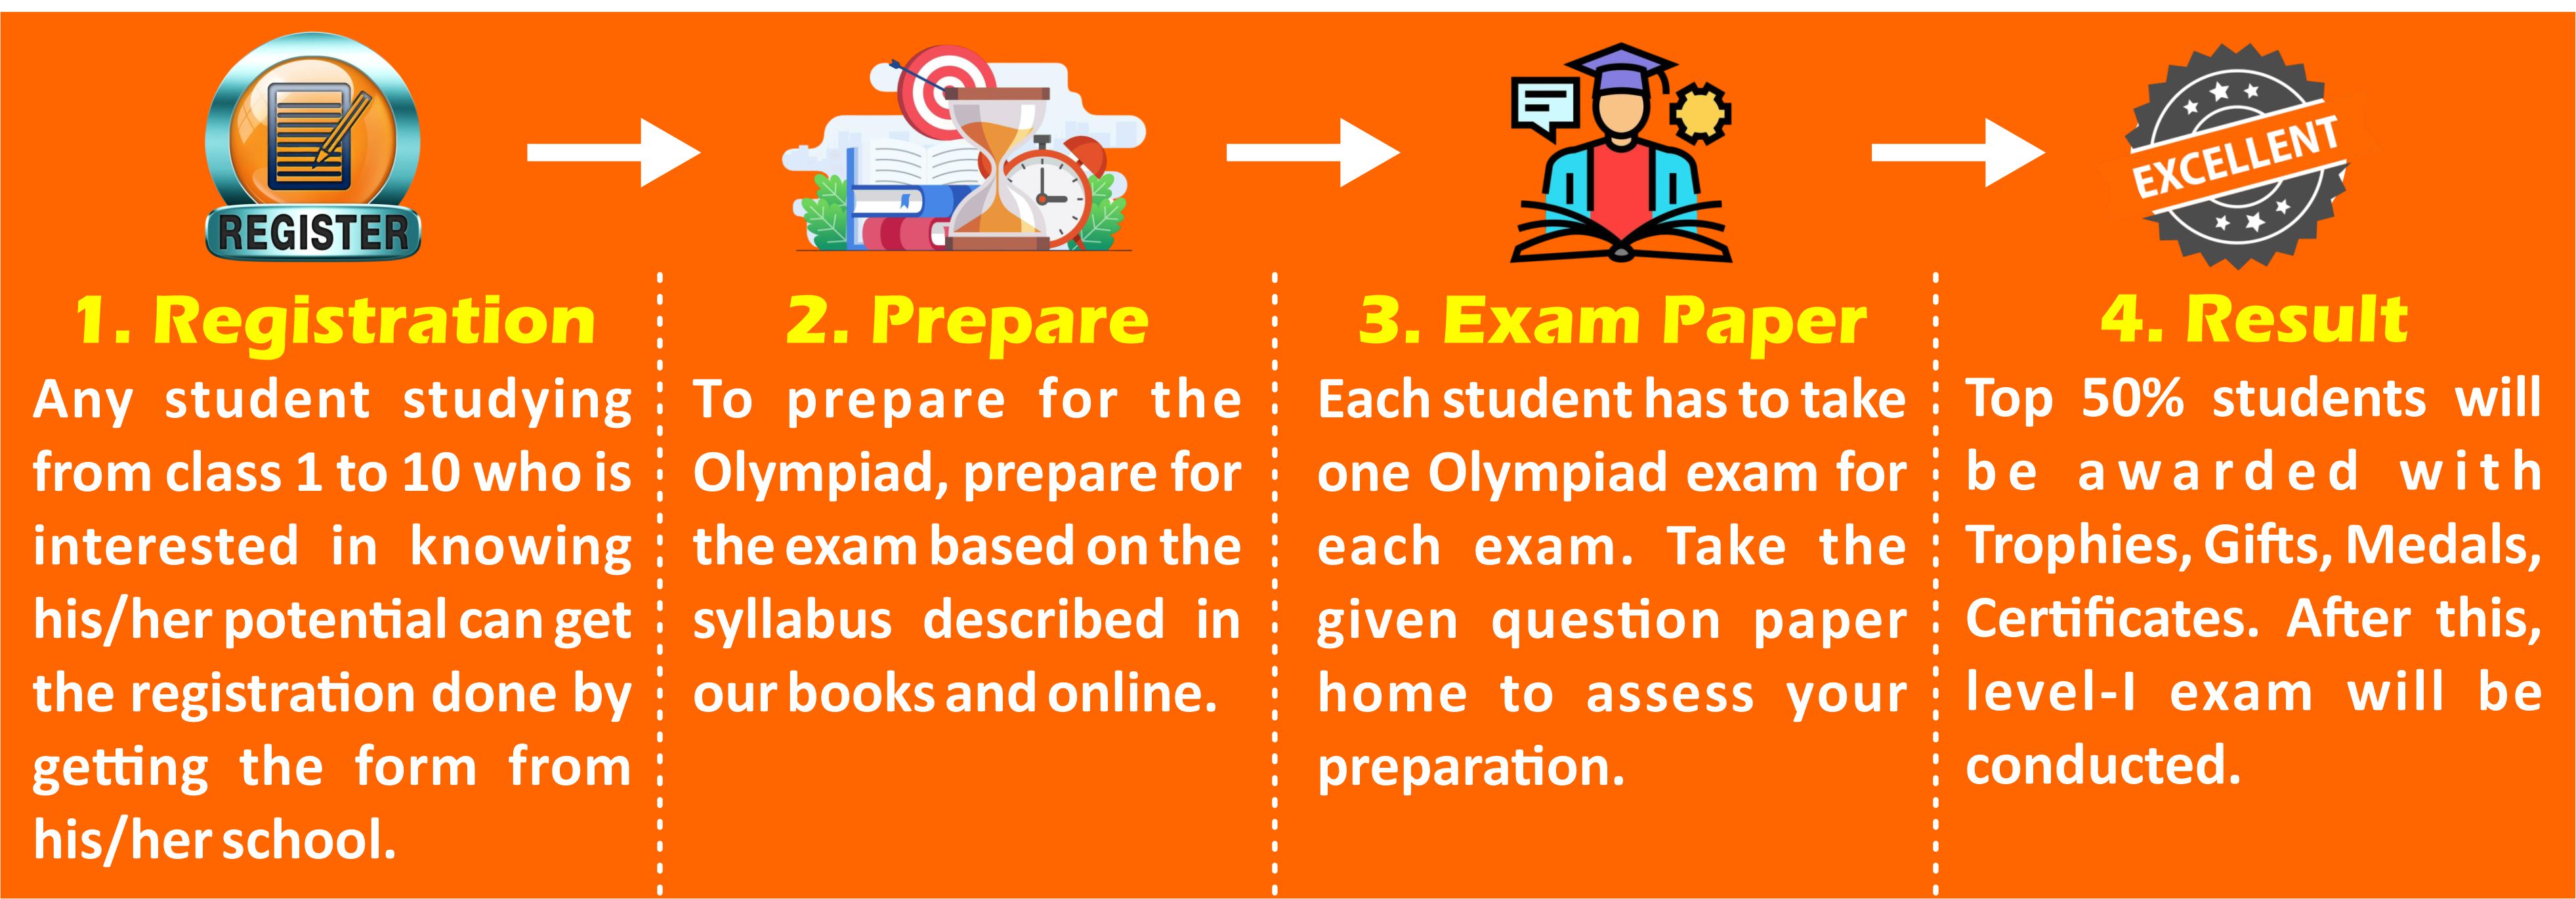 REGISTER
EXCELLENT
1. Registration
Any student studying
from class 1 to 10 who is
interested in knowing
his/her potential can get
the registration done by
getting the form from
his/her school.
2. Prepare
To prepare for the
Olympiad, prepare for
the exam based on the
syllabus described in
our books and online.
3. Exam Paper
Each student has to take
one Olympiad exam for
each exam. Take the
given question paper
home to assess your
preparation.
4. Result
Top 50% students will
be awarded with
Trophies, Gifts, Medals,
Certificates. After this,
level-I exam will be
conducted.